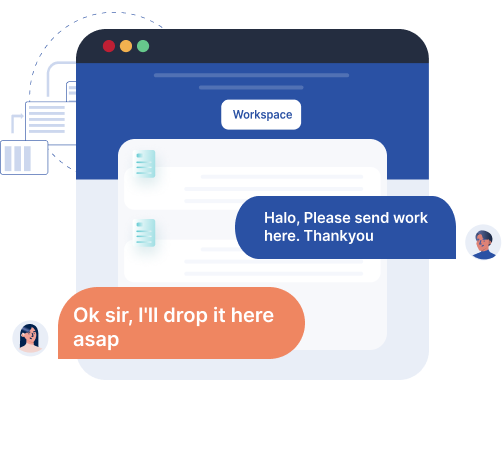 Workspace
Halo, Please send work
here. Thankyou
Ok sir, I'll drop it here
asap